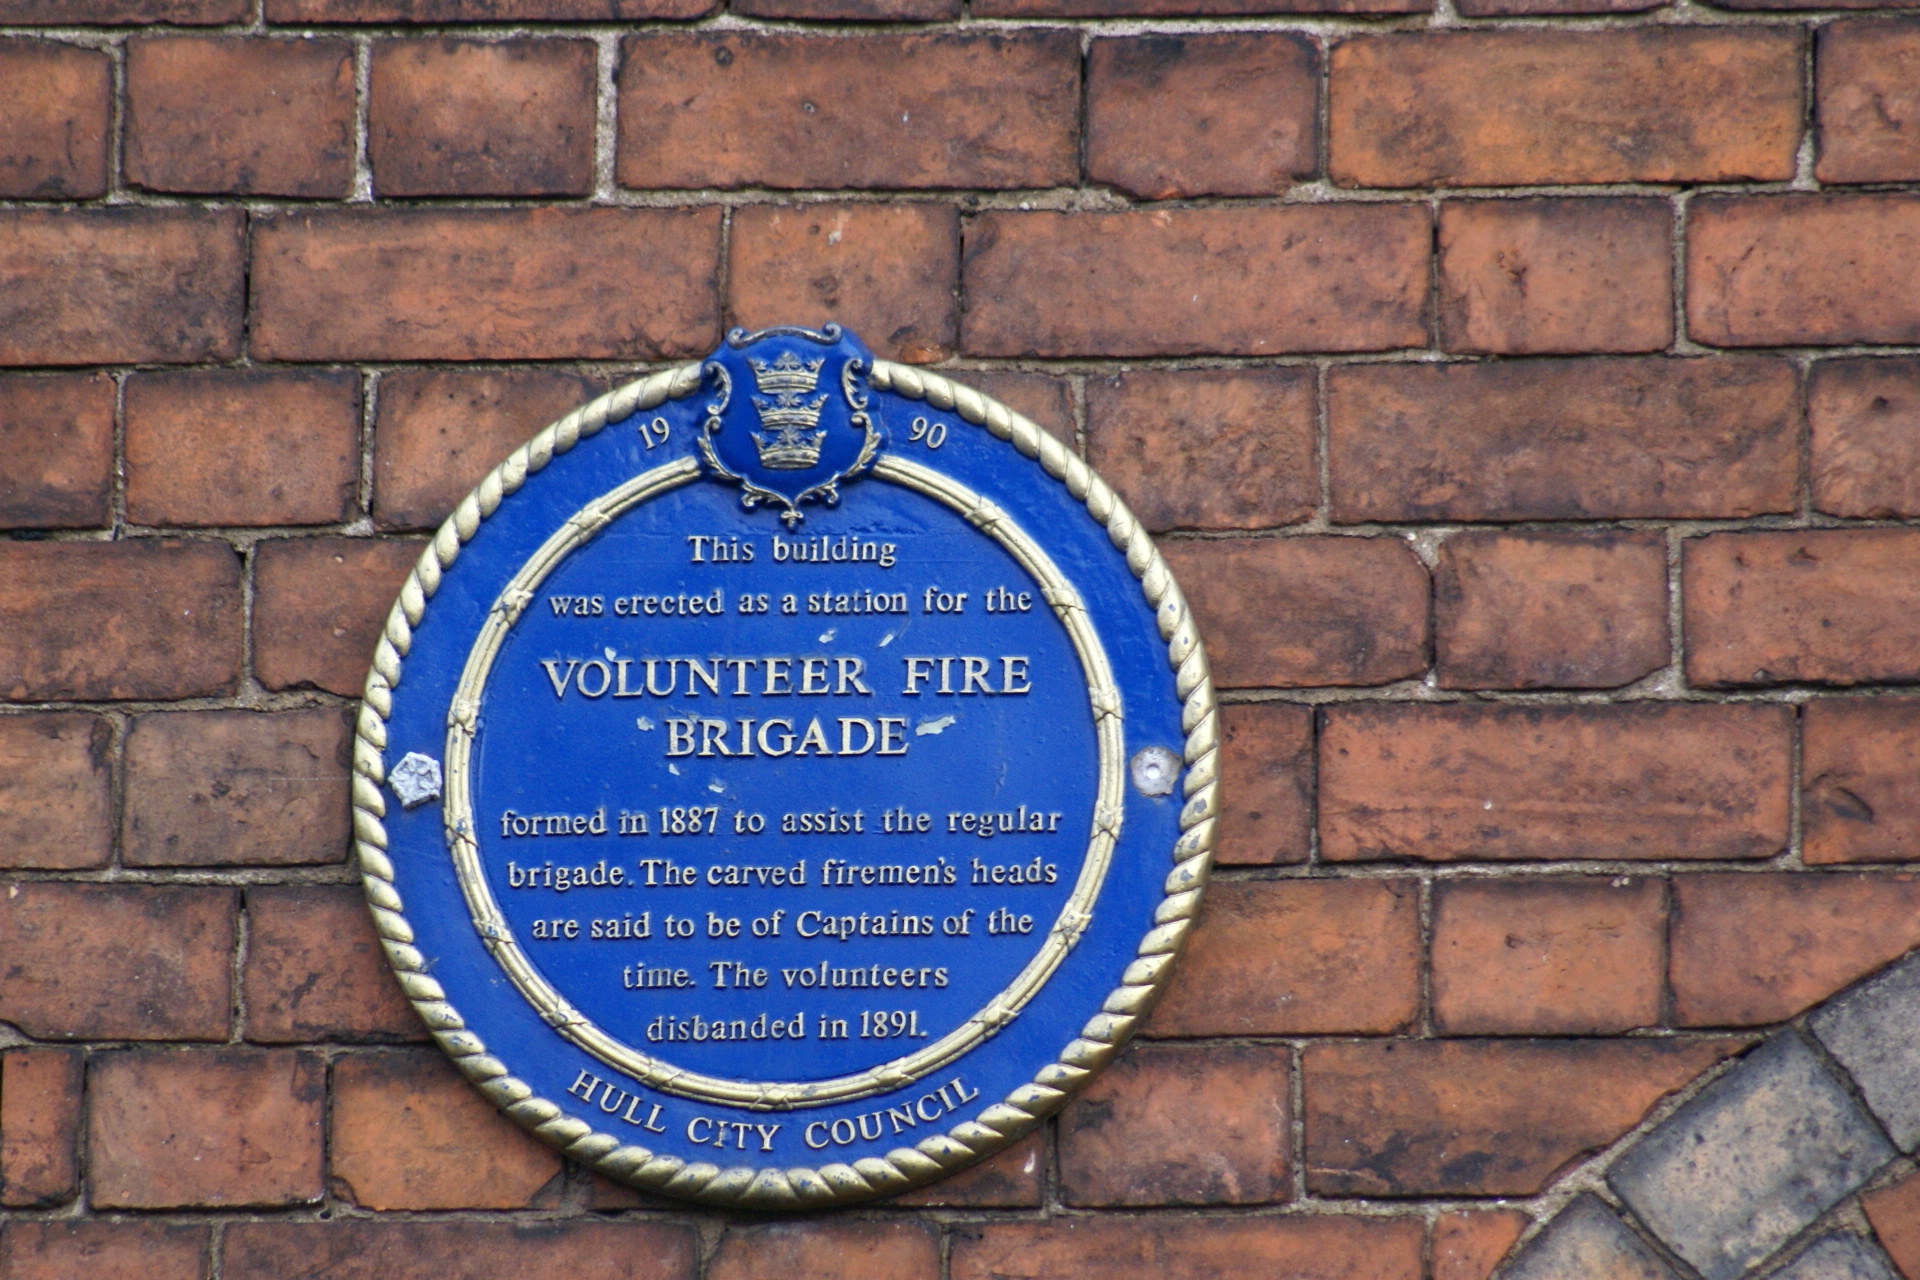 19 90
This building
was erected as a station for the
VOLUNTEER FIRE
BRIGADE
formed in 1887 to assist the regular
brigade. The carved firemen's heads
are said to be of Captains of the
time. The volunteers
disbanded in 1891.
HULL CITY COUNCIL